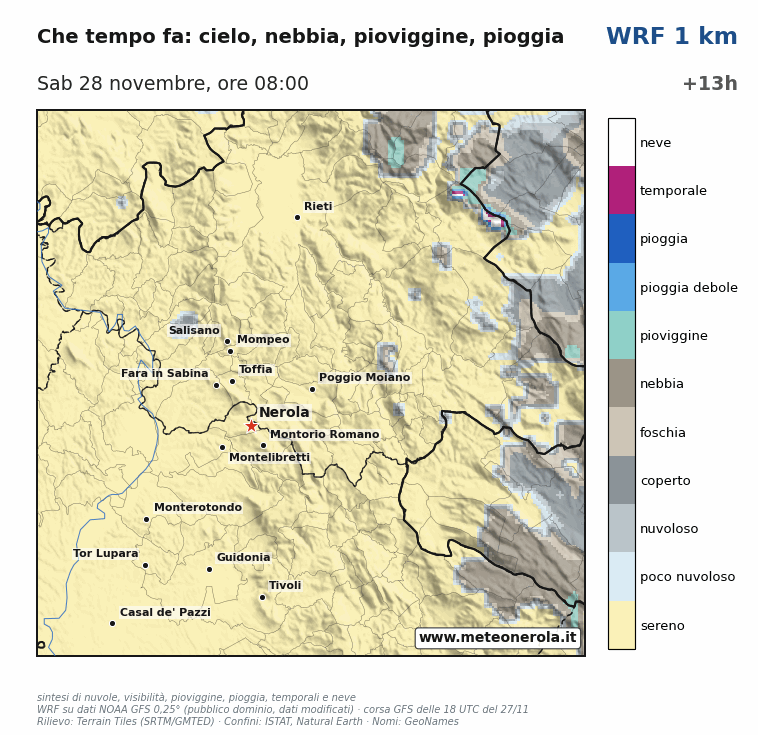 Che tempo fa: cielo, nebbia, pioviggine, pioggia
WRF 1 km
Sab 28 novembre, ore 08:00
+13h
neve
temporale
pioggia
pioggia debole
pioviggine
nebbia
foschia
coperto
nuvoloso
poco nuvoloso
sereno
Rieti
Salisano
Mompeo
Fara in Sabina
Toffia
Poggio Moiano
Nerola
Montorio Romano
Montelibretti
Monterotondo
Tor Lupara
Guidonia
Tivoli
Casal de' Pazzi
www.meteonerola.it
sintesi di nuvole, visibilità, pioviggine, pioggia, temporali e neve
WRF su dati NOAA GFS 0,25° (pubblico dominio, dati modificati) · corsa GFS delle 18 UTC del 27/11
Rilievo: Terrain Tiles (SRTM/GMTED) · Confini: ISTAT, Natural Earth · Nomi: GeoNames